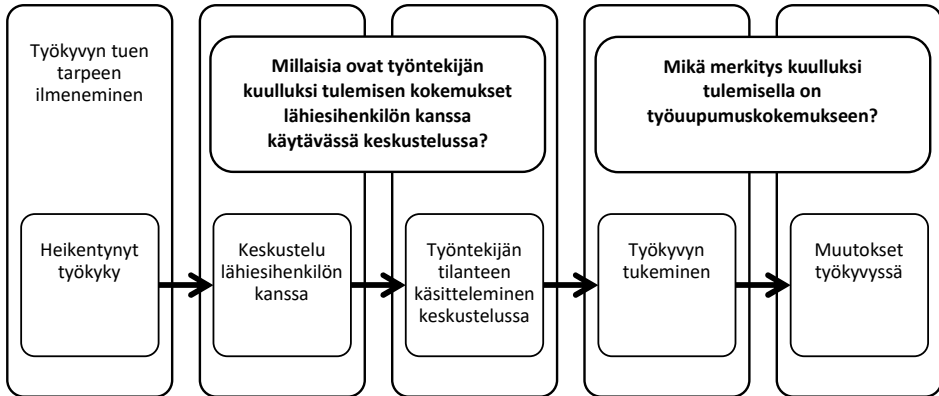 Työkyvyn tuen
tarpeen
ilmeneminen
Millaisia ovat työntekijän
kuulluksi tulemisen kokemukset
lähiesihenkilön kanssa
käytävässä keskustelussa?
Mikä merkitys kuulluksi
tulemisella on
työuupumuskokemukseen?
Heikentynyt
työkyky
Keskustelu
lähiesihenkilön
kanssa
Työntekijän
tilanteen
käsitteleminen
keskustelussa
Työkyvyn
tukeminen
Muutokset
työkyvyssä